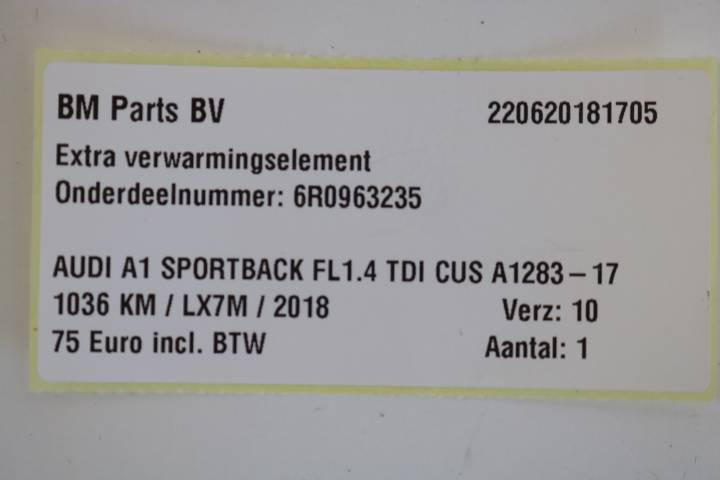 BM Parts BV 220620181705
Extra verwarmingselement
Onderdeelnummer: 6R0963235
AUDI A1 SPORTBACK FL1.4 TDI CUS A1283-17
1036 KM / LX7M / 2018 Verz: 10
75 Euro incl. BTW Aantal: 1